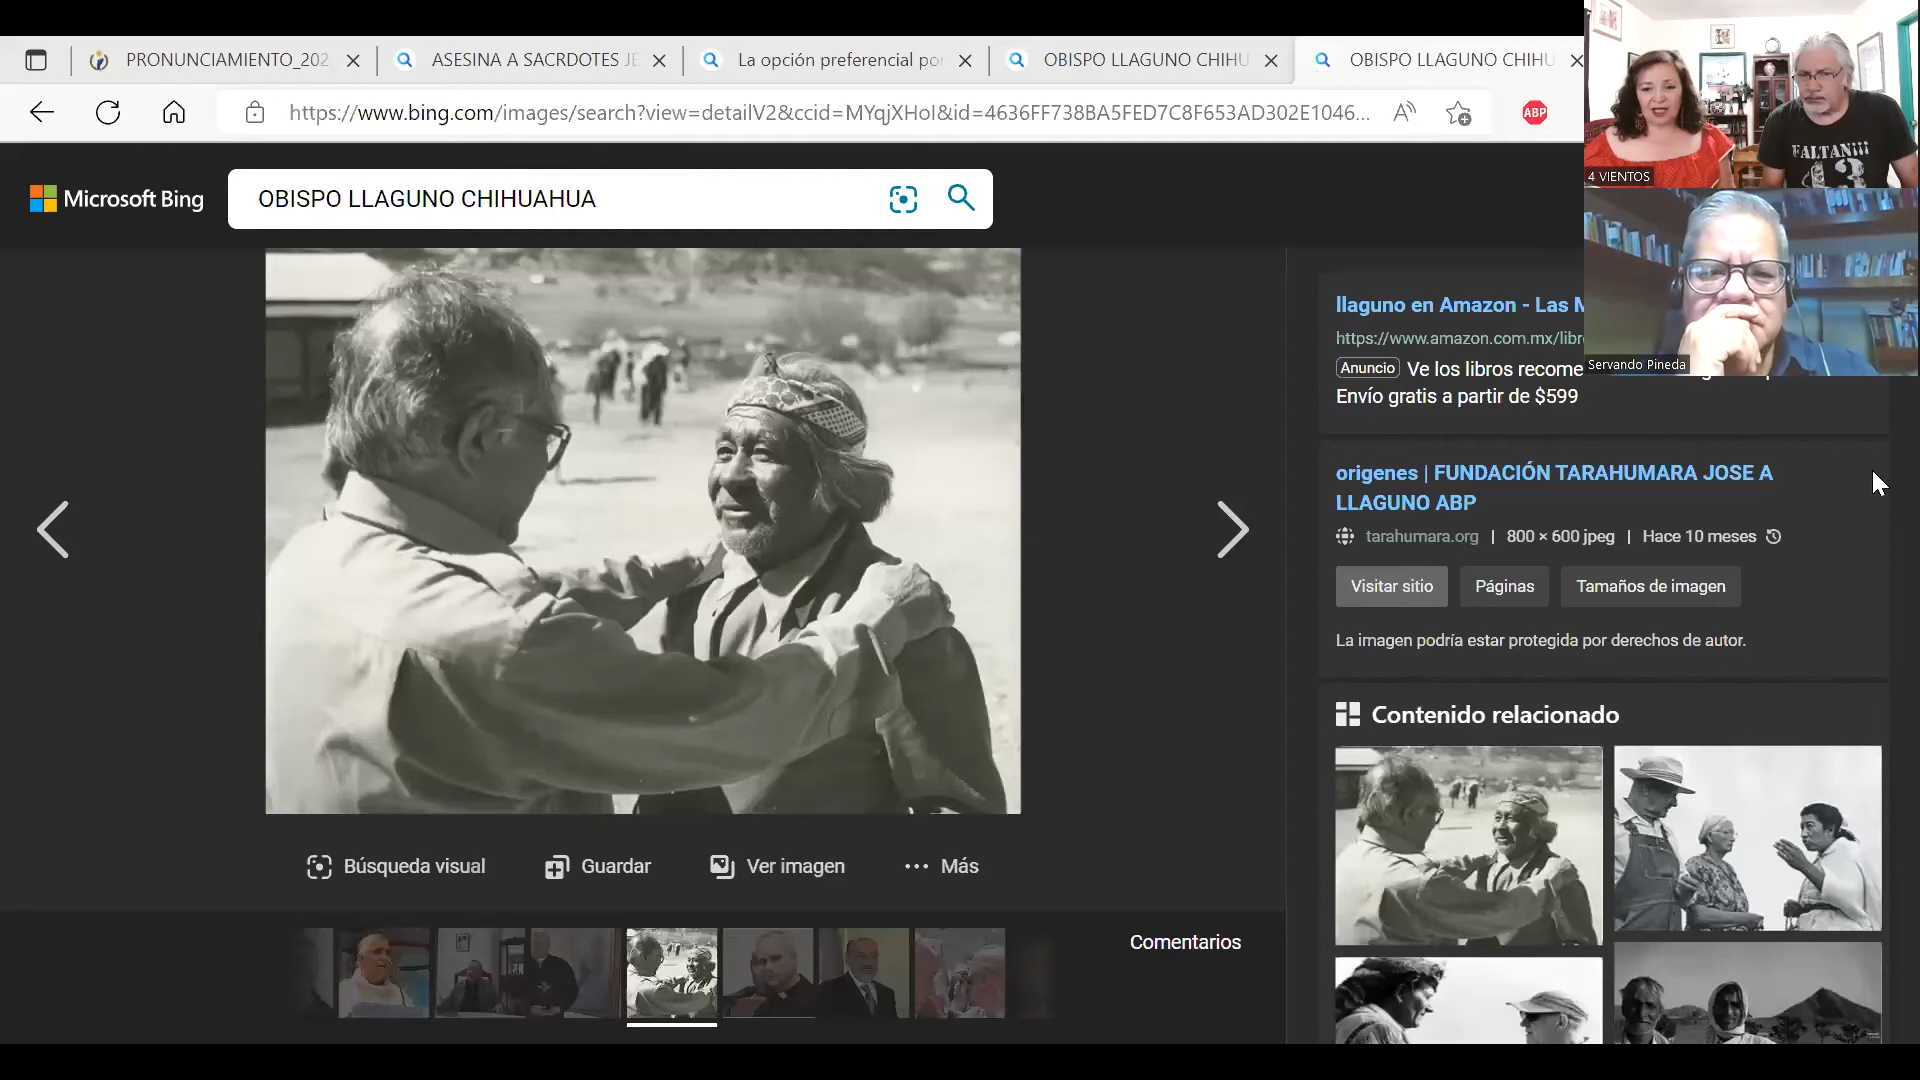 PRONUNCIAMIENTO_202
ASESINA A SACRDOTES JE
La opción preferencial po
OBISPO LLAGUNO CHIHU
OBISPO LLAGUNO CHIHU
https://www.bing.com/images/search?view=detailV2&ccid=MYqjXHoI&id=4636FF738BA5FED7C8F653AD302E1046...
ABP
Microsoft Bing
OBISPO LLAGUNO CHIHUAHUA
FALTAN¡¡¡
43
4 VIENTOS
Servando Pineda
llaguno en Amazon - Las M
https://www.amazon.com.mx/libr
Anuncio Ve los libros recome
Envío gratis a partir de $599
origenes | FUNDACIÓN TARAHUMARA JOSE A
LLAGUNO ABP
tarahumara.org | 800 × 600 jpeg | Hace 10 meses
Visitar sitio
Páginas
Tamaños de imagen
La imagen podría estar protegida por derechos de autor.
Contenido relacionado
Búsqueda visual
Guardar
Ver imagen
Más
Comentarios